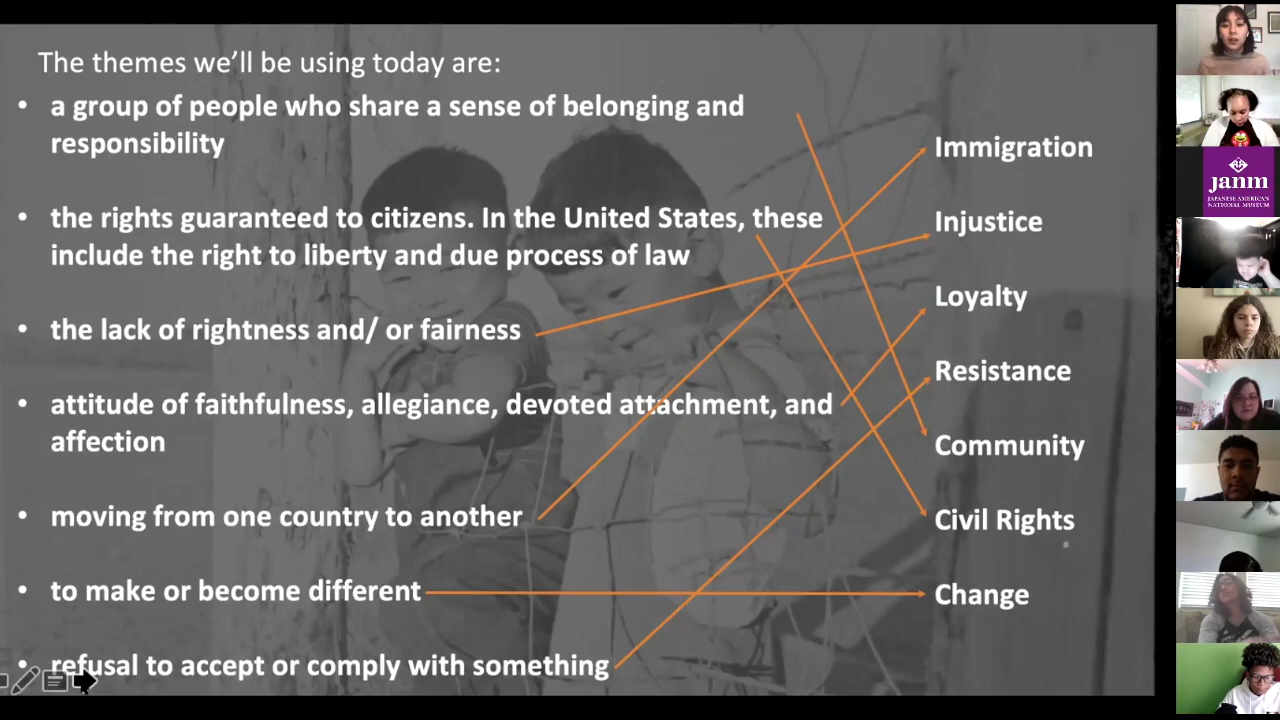 The themes we'll be using today are:
• a group of people who share a sense of belonging and
responsibility
• the rights guaranteed to citizens. In the United States, these
include the right to liberty and due process of law
• the lack of rightness and/ or fairness
• attitude of faithfulness, allegiance, devoted attachment, and
affection
• moving from one country to another
• to make or become different
• refusal to accept or comply with something
Immigration
Injustice
Loyalty
Resistance
Community
Civil Rights
Change
janm
JAPANESE AMERICAN
NATIONAL MUSEUM